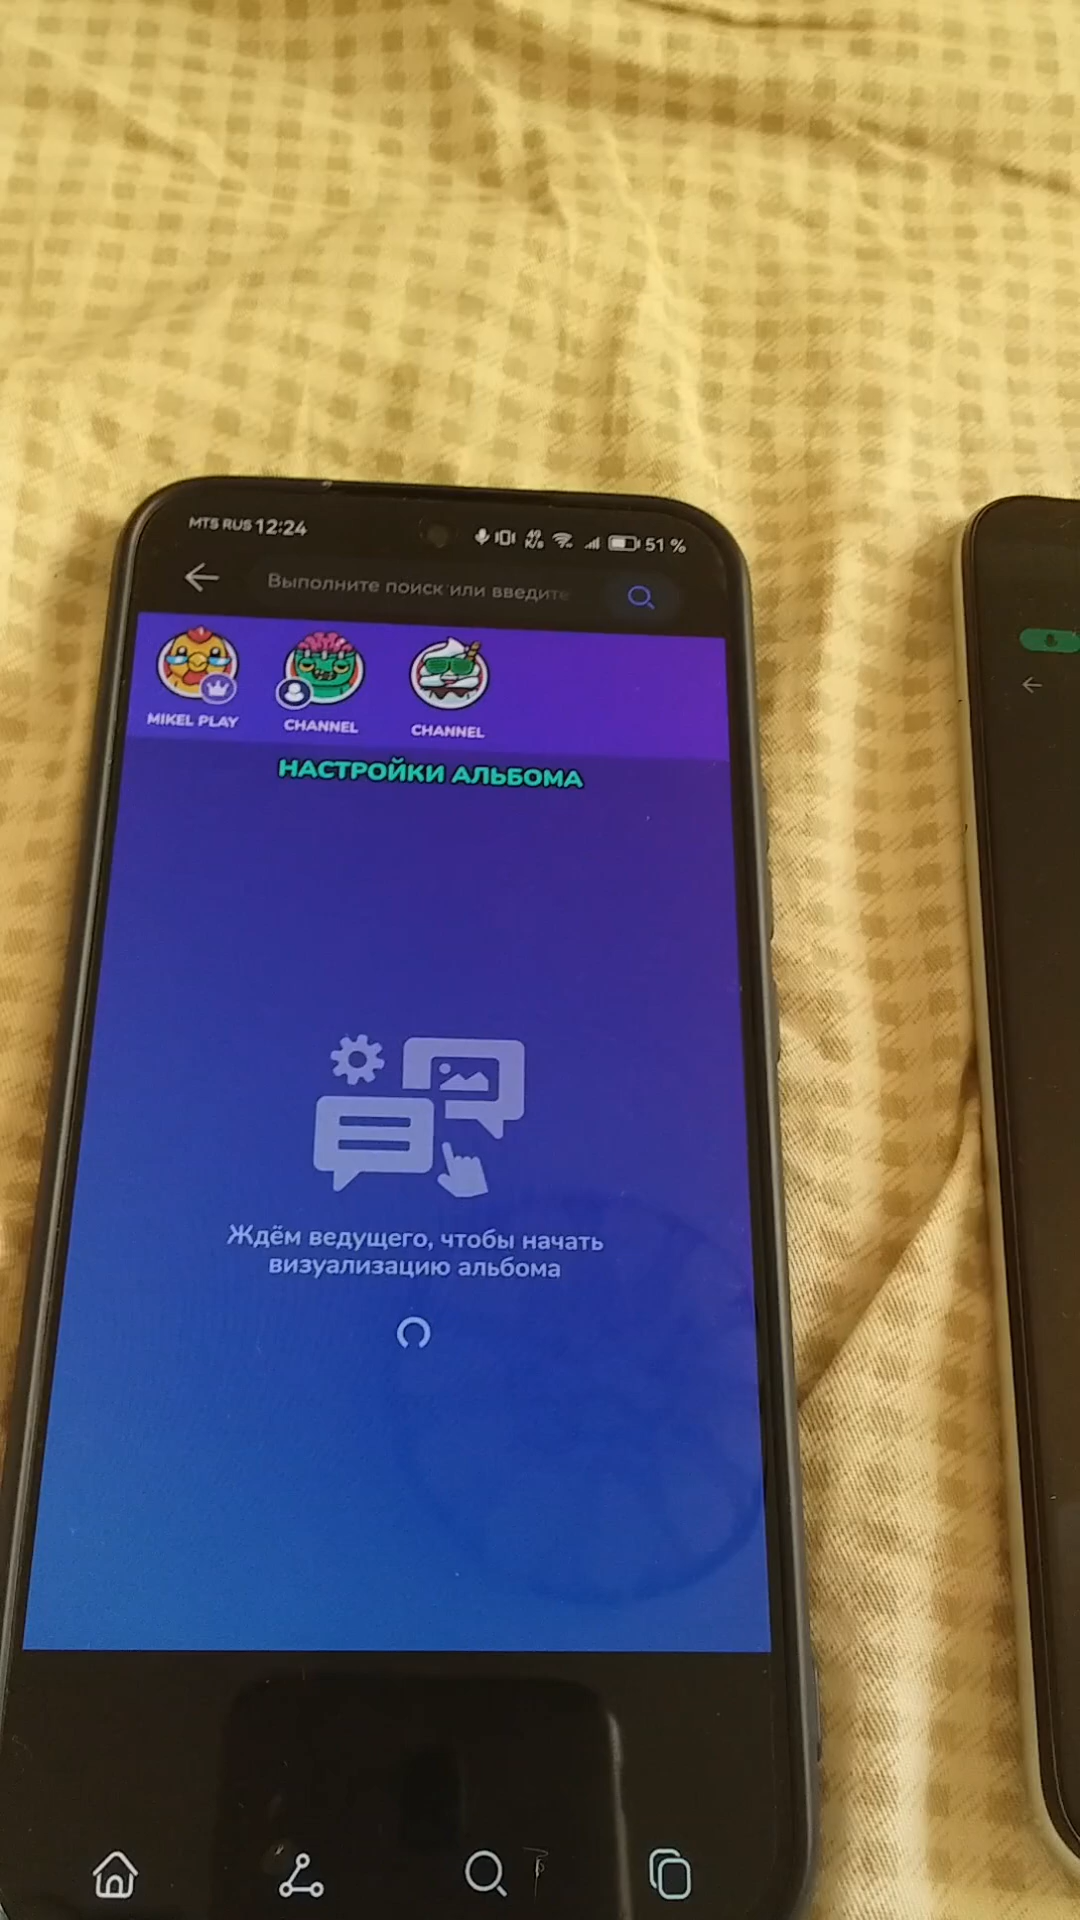 MTS RUS 12:24
51 %
Выполните поиск или введите
MIKEL PLAY
CHANNEL
CHANNEL
НАСТРОЙКИ АЛЬБОМА
Ждём ведущего, чтобы начать
визуализацию альбома